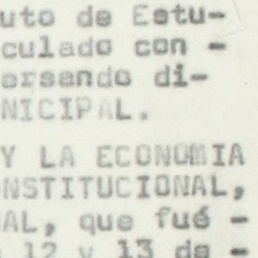 uto de Estu-
culado con -
ersando di-
NICIPAL.
Y LA ECONOMIA
NSTITUCIONAL,
AL, que fué -
12 y 13 de -